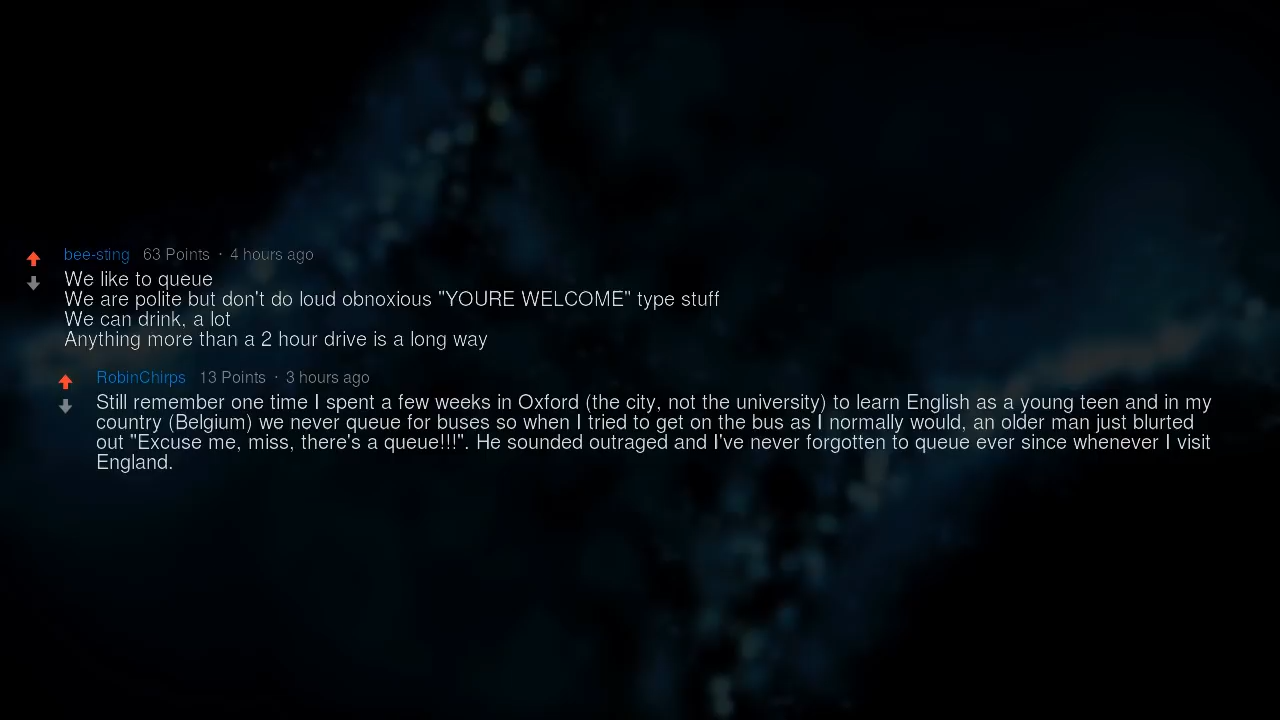 bee-sting 63 Points · 4 hours ago
We like to queue
We are polite but don't do loud obnoxious "YOURE WELCOME" type stuff
We can drink, a lot
Anything more than a 2 hour drive is a long way
RobinChirps 13 Points · 3 hours ago
Still remember one time I spent a few weeks in Oxford (the city, not the university) to learn English as a young teen and in my
country (Belgium) we never queue for buses so when I tried to get on the bus as I normally would, an older man just blurted
out "Excuse me, miss, there's a queue!!!". He sounded outraged and I've never forgotten to queue ever since whenever I visit
England.